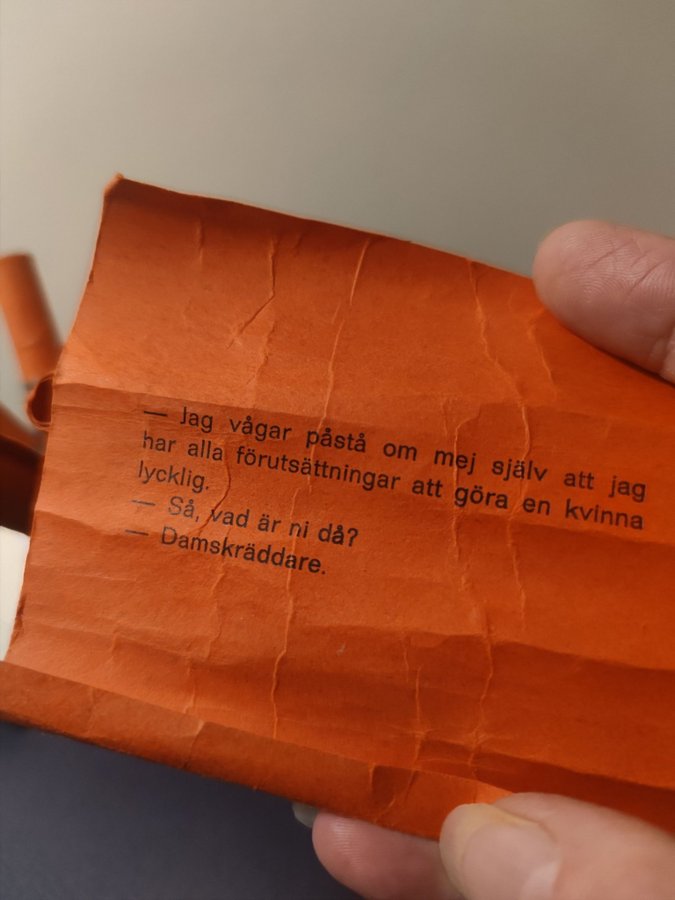 — Jag vågar påstå om mej själv att jag
har alla förutsättningar att göra en kvinna
lycklig.
— Så, vad är ni då?
— Damskräddare.